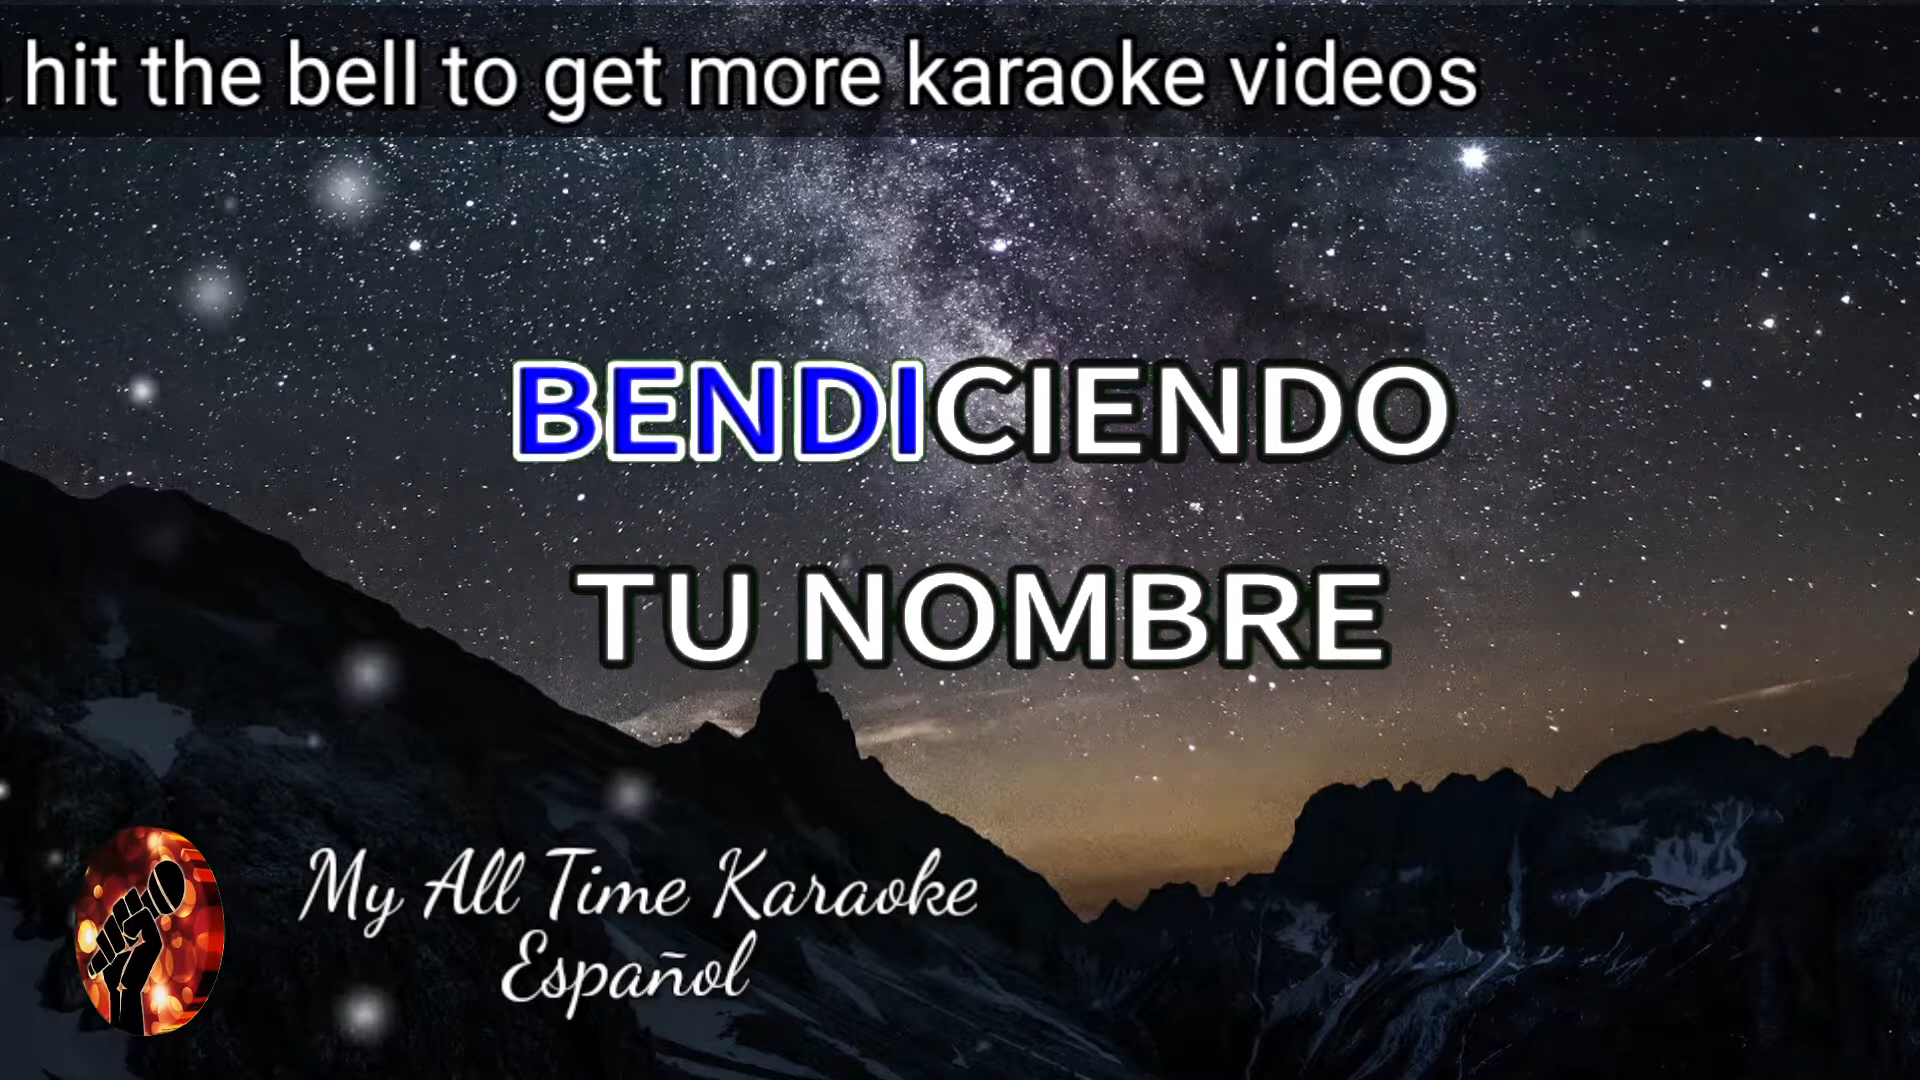 hit the bell to get more karaoke videos
BENDICIENDO
TU NOMBRE
My All Time Karaoke
Español